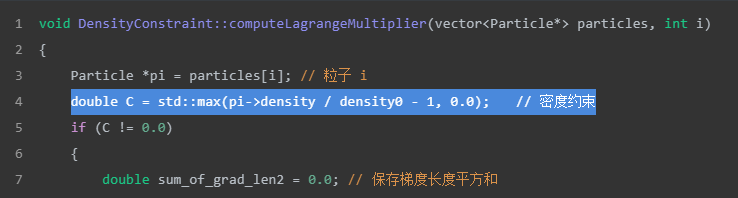 1 void DensityConstraint::computeLagrangeMultiplier(vector<Particle*> particles, int i)
2 {
3     Particle *pi = particles[i]; // 粒子 i
4     double C = std::max(pi->density / density0 - 1, 0.0);   // 密度约束
5     if (C != 0.0)
6     {
7         double sum_of_grad_len2 = 0.0; // 保存梯度长度平方和